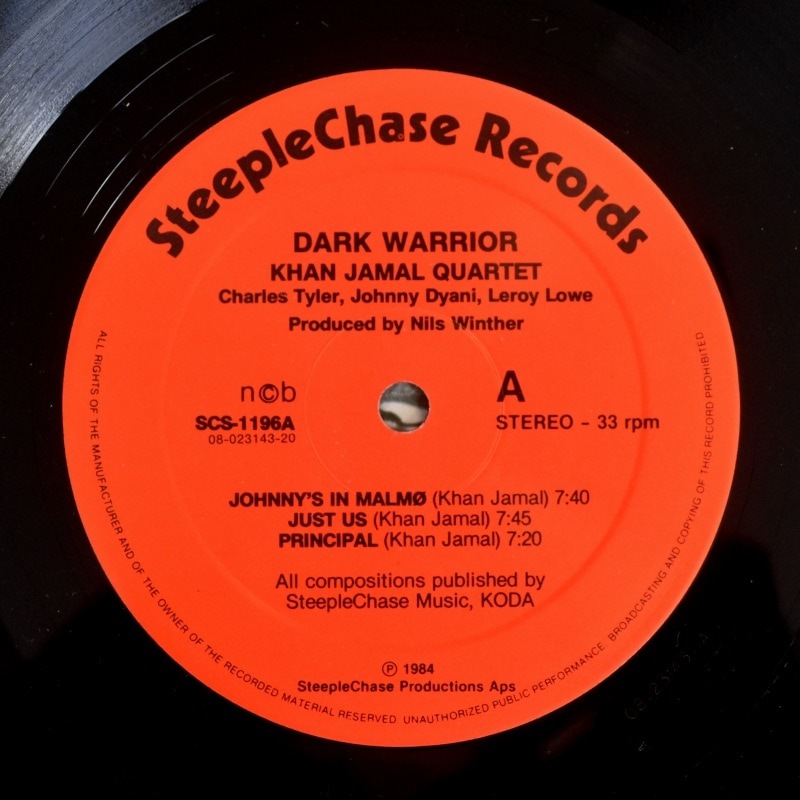 SteepleChase Records
DARK WARRIOR
KHAN JAMAL QUARTET
Charles Tyler, Johnny Dyani, Leroy Lowe
Produced by Nils Winther
n©b
SCS-1196A
08-023143-20
A
STEREO - 33 rpm
JOHNNY'S IN MALMØ (Khan Jamal) 7:40
JUST US (Khan Jamal) 7:45
PRINCIPAL (Khan Jamal) 7:20
All compositions published by
SteepleChase Music, KODA
℗ 1984
SteepleChase Productions Aps
ALL RIGHTS OF THE MANUFACTURER AND OF THE OWNER OF THE RECORDED MATERIAL RESERVED UNAUTHORIZED PUBLIC PERFORMANCE BROADCASTING AND COPYING OF THIS RECORD PROHIBITED